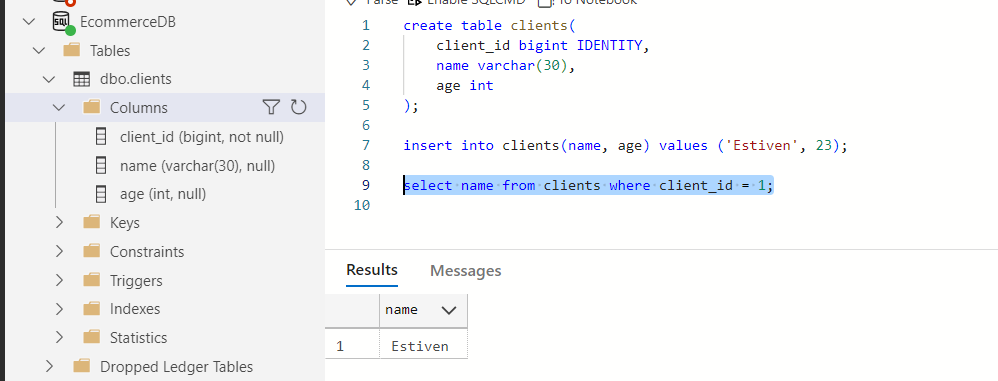 EcommerceDB
Tables
dbo.clients
Columns
client_id (bigint, not null)
name (varchar(30), null)
age (int, null)
Keys
Constraints
Triggers
Indexes
Statistics
Dropped Ledger Tables
Parse Enable SQLCMD To Notebook
1 create table clients(
2 client_id bigint IDENTITY,
3 name varchar(30),
4 age int
5 );
6
7 insert into clients(name, age) values ('Estiven', 23);
8
9 select name from clients where client_id = 1;
10
Results Messages
name
1 Estiven